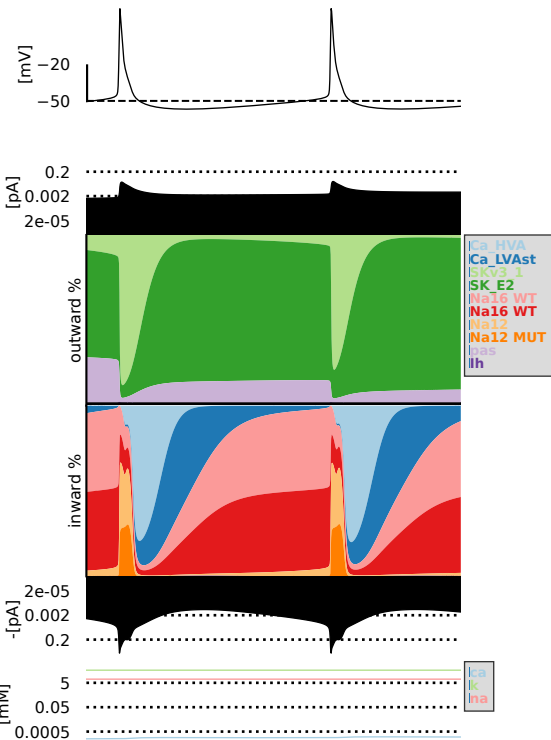 [mV]
−20
−50
[pA]
0.2
0.002
2e-05
outward %
Ca_HVA
Ca_LVAst
SKv3_1
SK_E2
Na16 WT
Na16 WT
Na12
Na12 MUT
pas
Ih
inward %
-[pA]
2e-05
0.002
0.2
[mM]
5
0.05
0.0005
ca
k
na